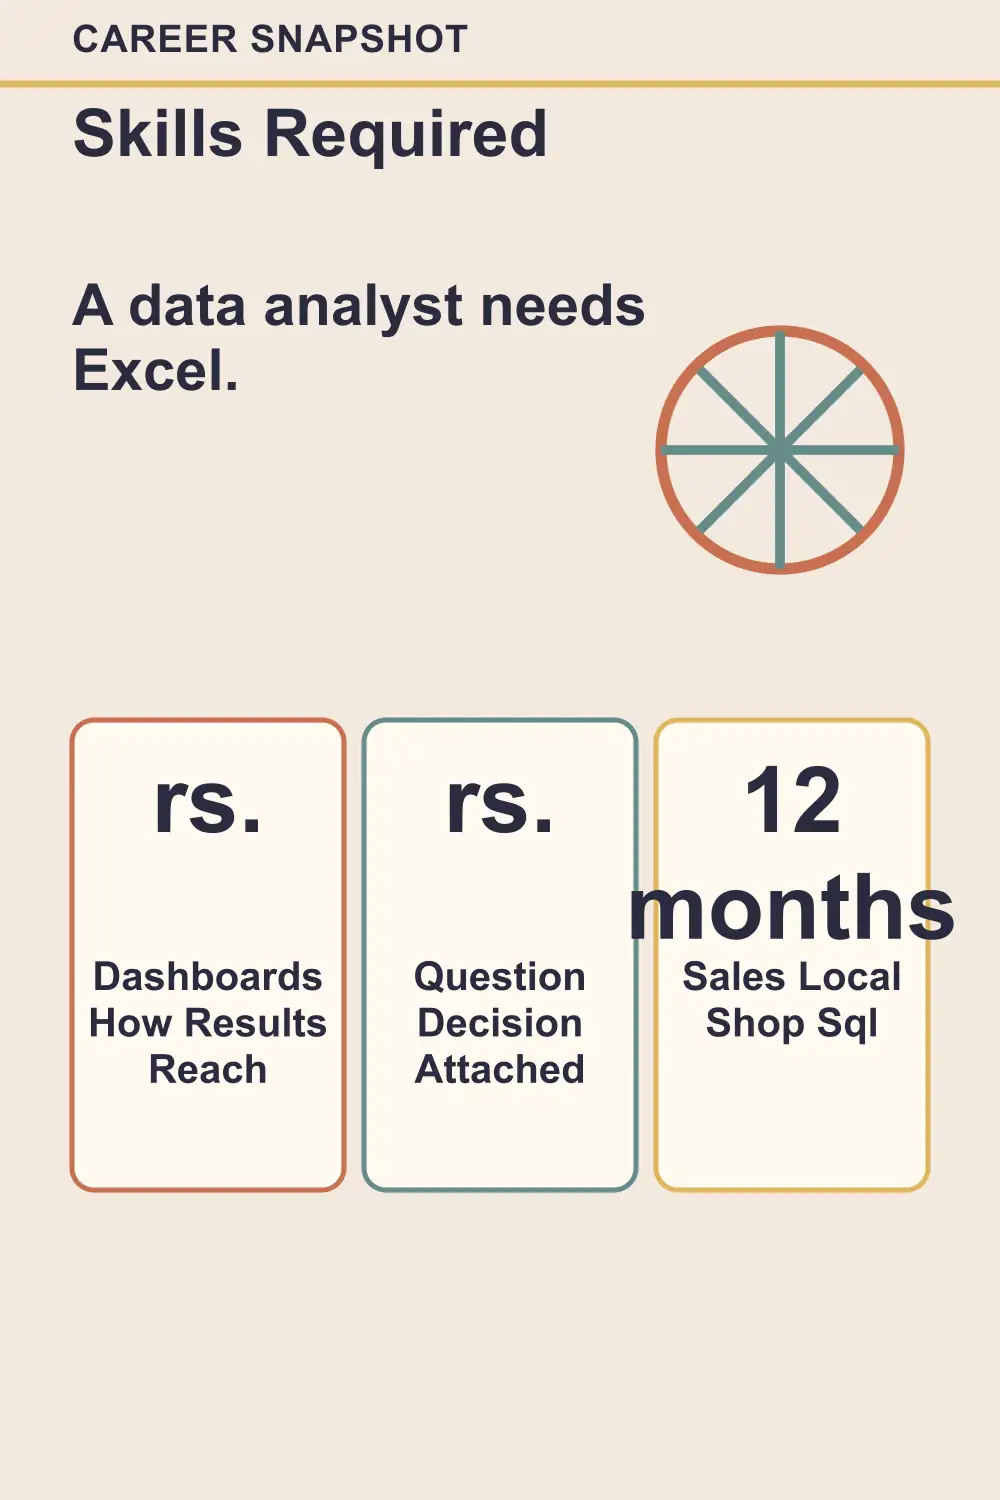 CAREER SNAPSHOT
Skills Required
A data analyst needs
Excel.
rs.
Dashboards
How Results
Reach
rs.
Question
Decision
Attached
12
months
Sales Local
Shop Sql